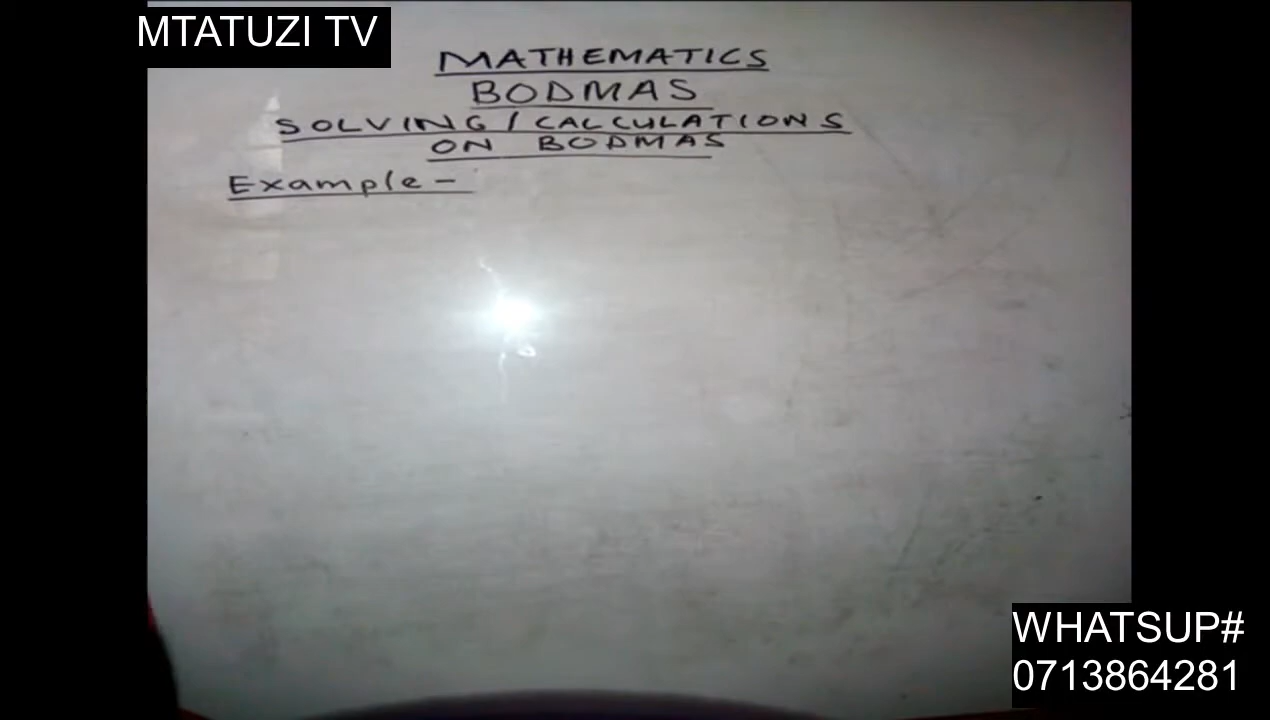 MTATUZI TV
MATHEMATICS
BODMAS
SOLVING/CALCULATIONS
ON BODMAS
Example -
WHATSUP#
0713864281